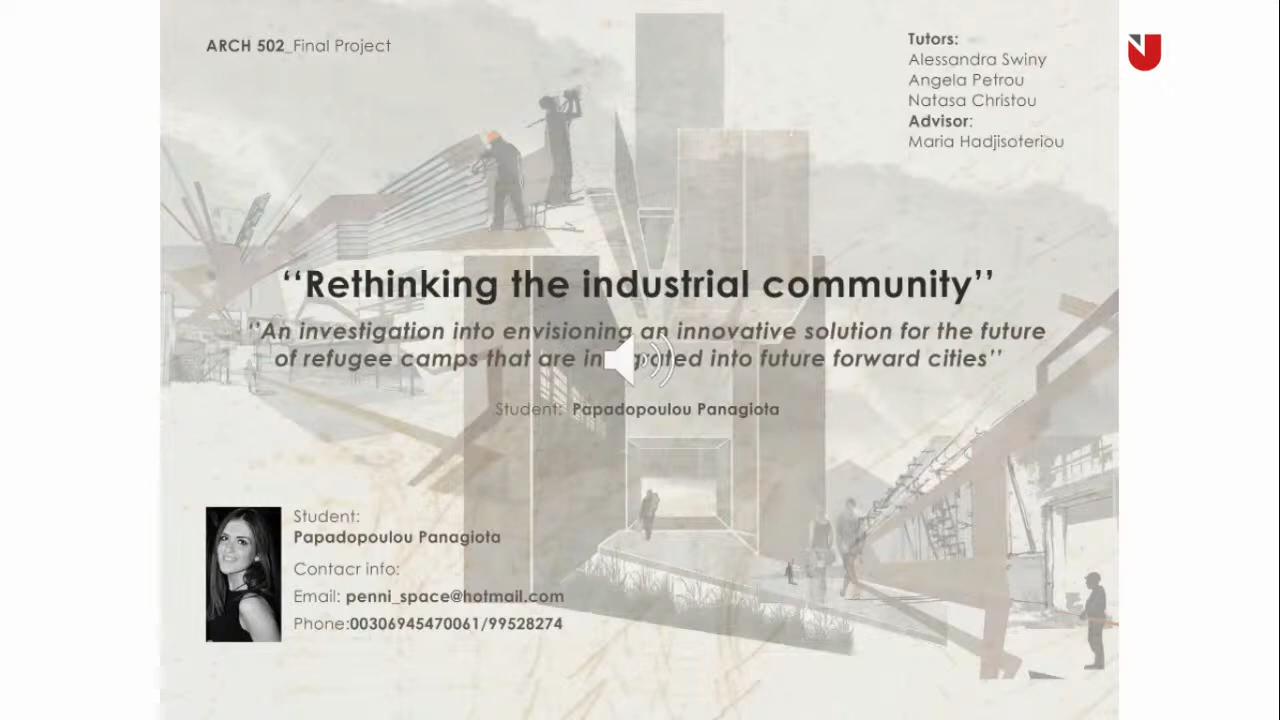 ARCH 502_Final Project
Tutors:
Alessandra Swiny
Angela Petrou
Natasa Christou
Advisor:
Maria Hadjisoteriou
‘‘Rethinking the industrial community’’
‘‘An investigation into envisioning an innovative solution for the future
of refugee camps that are integrated into future forward cities’’
Student: Papadopoulou Panagiota
Student:
Papadopoulou Panagiota
Contacr info:
Email: penni_space@hotmail.com
Phone:00306945470061/99528274